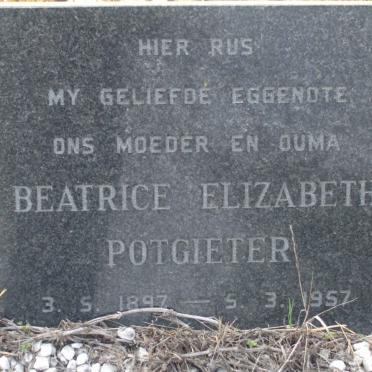 HIER RUS
MY GELIEFDE EGGENOTE
ONS MOEDER EN OUMA
BEATRICE ELIZABETH
POTGIETER
3. 5. 1897 — 5. 3. 1957